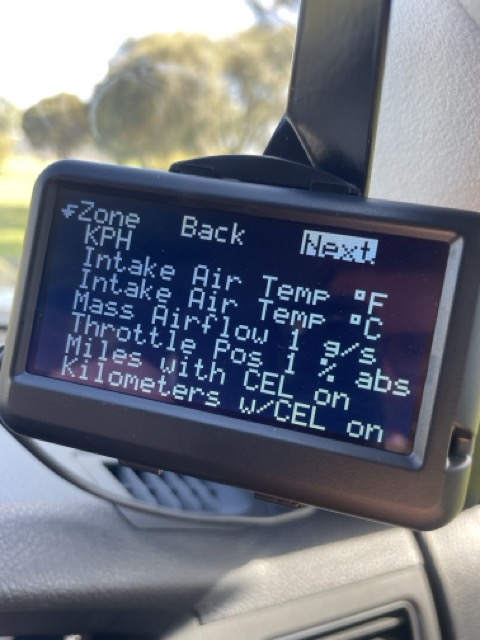 Zone Back Next
KPH
Intake Air Temp °F
Intake Air Temp °C
Mass Airflow 1 g/s
Throttle Pos 1 % abs
Miles with CEL on
Kilometers w/CEL on